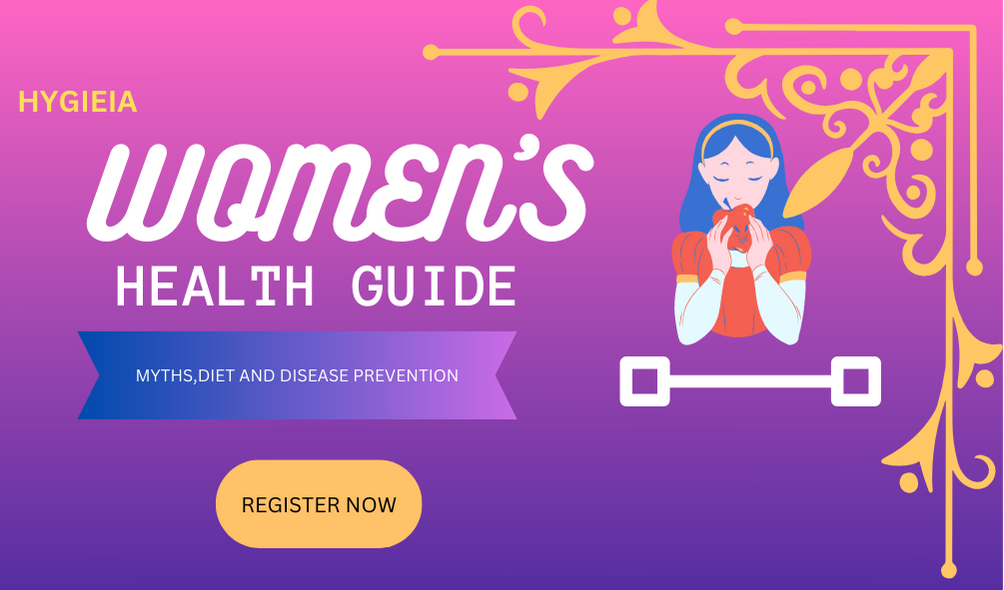 HYGIEIA
WOMEN'S
HEALTH GUIDE
MYTHS,DIET AND DISEASE PREVENTION
REGISTER NOW